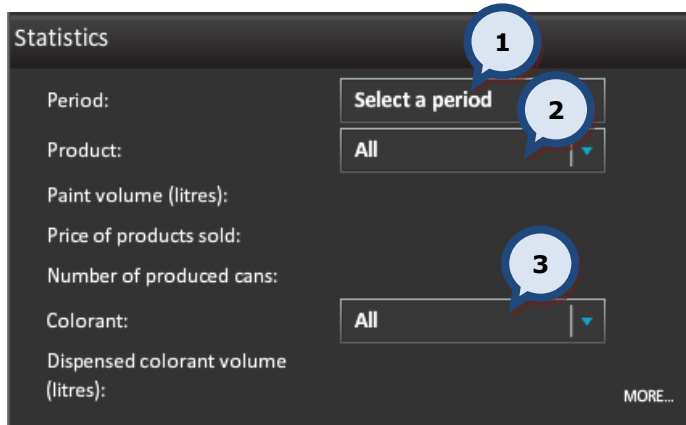 Statistics
1
Period: Select a period
2
Product: All
Paint volume (litres):
Price of products sold:
Number of produced cans:
3
Colorant: All
Dispensed colorant volume
(litres):
MORE...